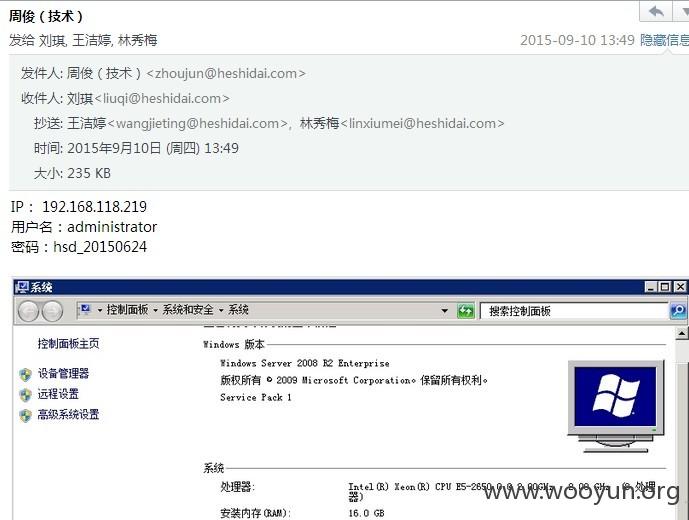 周俊（技术）
发给 刘琪, 王洁婷, 林秀梅 2015-09-10 13:49 隐藏信息
发件人: 周俊（技术）<zhoujun@heshidai.com>
收件人: 刘琪<liuqi@heshidai.com>
抄送: 王洁婷<wangjieting@heshidai.com>, 林秀梅<linxiumei@heshidai.com>
时间: 2015年9月10日 (周四) 13:49
大小: 235 KB
IP： 192.168.118.219
用户名：administrator
密码：hsd_20150624
系统
控制面板 系统和安全 系统 搜索控制面板
控制面板主页
Windows 版本
设备管理器
Windows Server 2008 R2 Enterprise
远程设置
版权所有 © 2009 Microsoft Corporation。保留所有权利。
高级系统设置
Service Pack 1
系统
处理器: Intel(R) Xeon(R) CPU E5-2650 0 @ 2.00GHz 2.00 GHz
器)
安装内存(RAM): 16.0 GB
www.wooyun.org